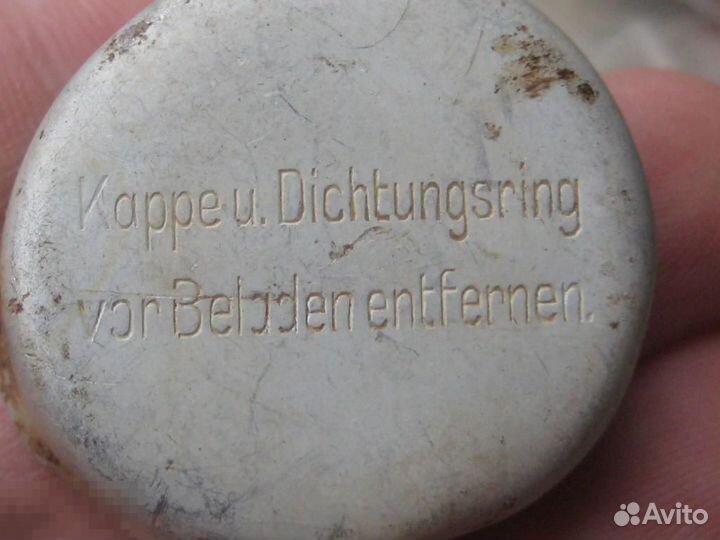 Kappe u. Dichtungsring
vor Beladen entfernen.
Avito